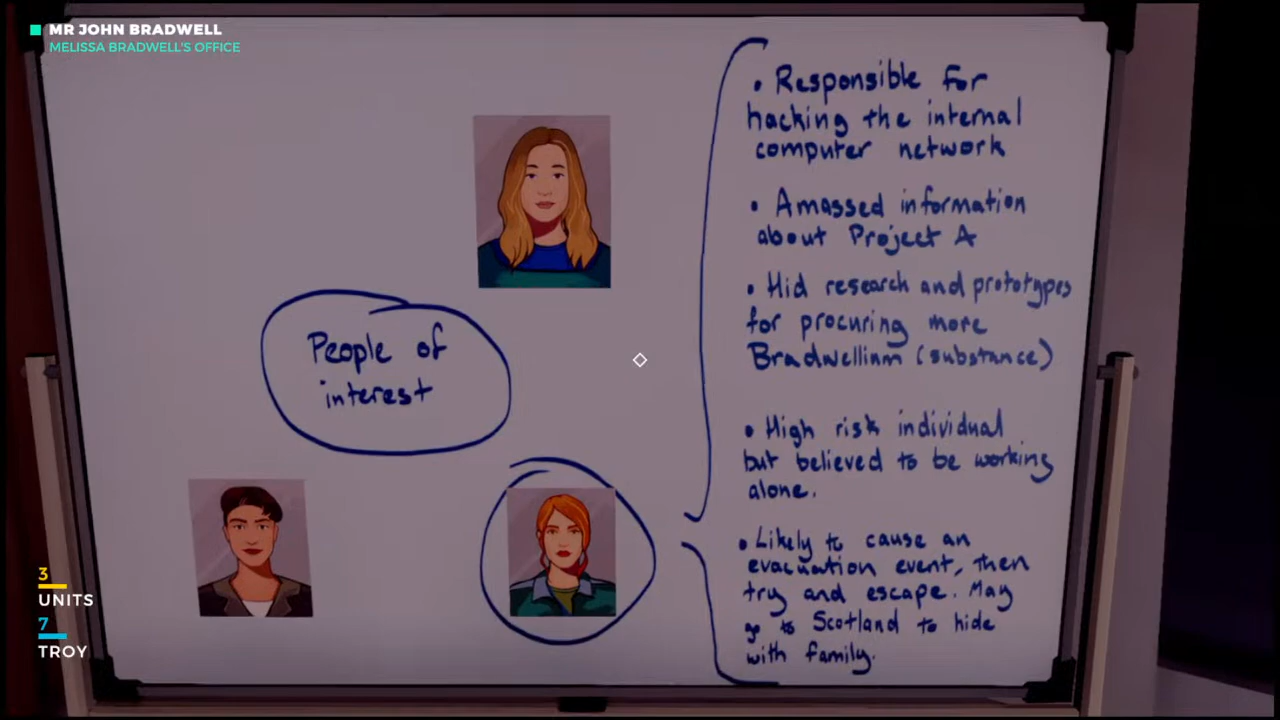 MR JOHN BRADWELL
MELISSA BRADWELL'S OFFICE
People of
interest
• Responsible for
hacking the internal
computer network
• Amassed information
about Project A
• Hid research and prototypes
for procuring more
Bradwellium (substance)
• High risk individual
but believed to be working
alone.
• Likely to cause an
evacuation event, then
try and escape. May
go to Scotland to hide
with family.
3
UNITS
7
TROY